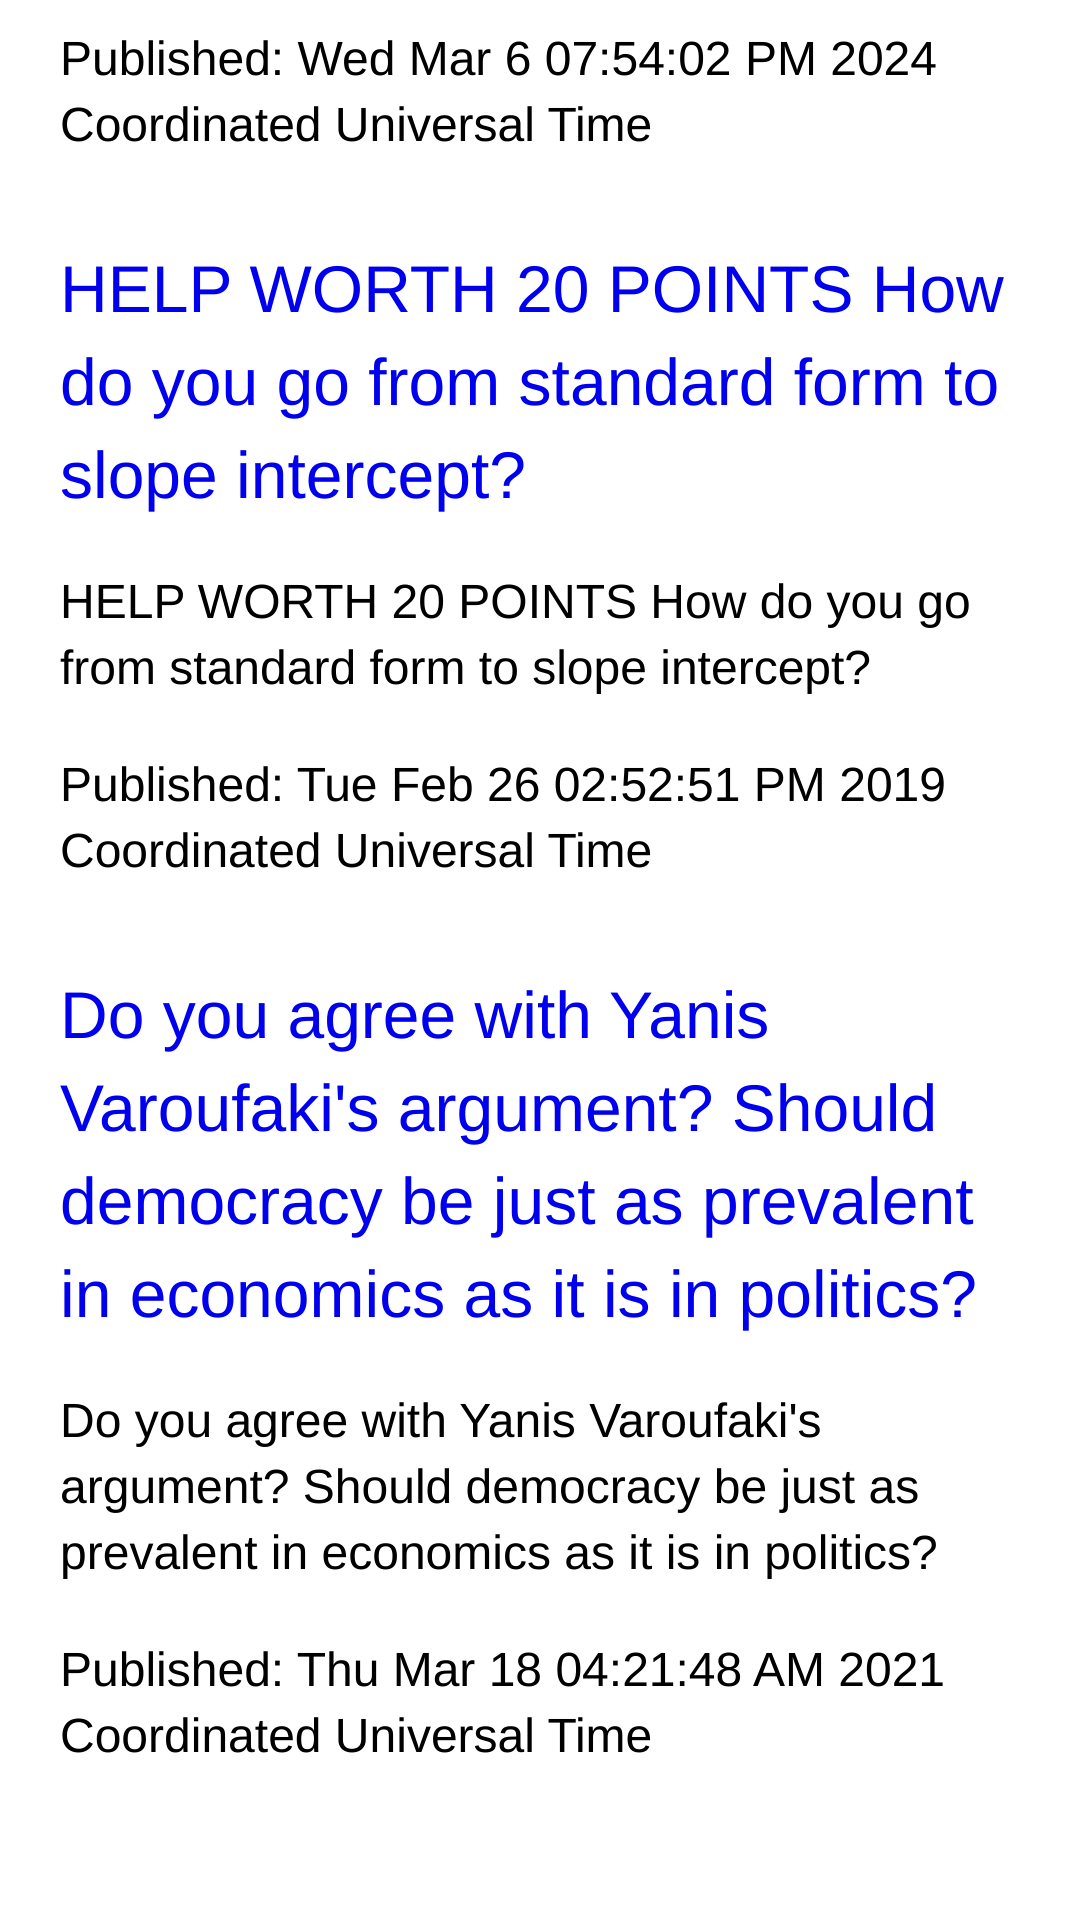 Published: Wed Mar 6 07:54:02 PM 2024
Coordinated Universal Time
HELP WORTH 20 POINTS How
do you go from standard form to
slope intercept?
HELP WORTH 20 POINTS How do you go
from standard form to slope intercept?
Published: Tue Feb 26 02:52:51 PM 2019
Coordinated Universal Time
Do you agree with Yanis
Varoufaki's argument? Should
democracy be just as prevalent
in economics as it is in politics?
Do you agree with Yanis Varoufaki's
argument? Should democracy be just as
prevalent in economics as it is in politics?
Published: Thu Mar 18 04:21:48 AM 2021
Coordinated Universal Time